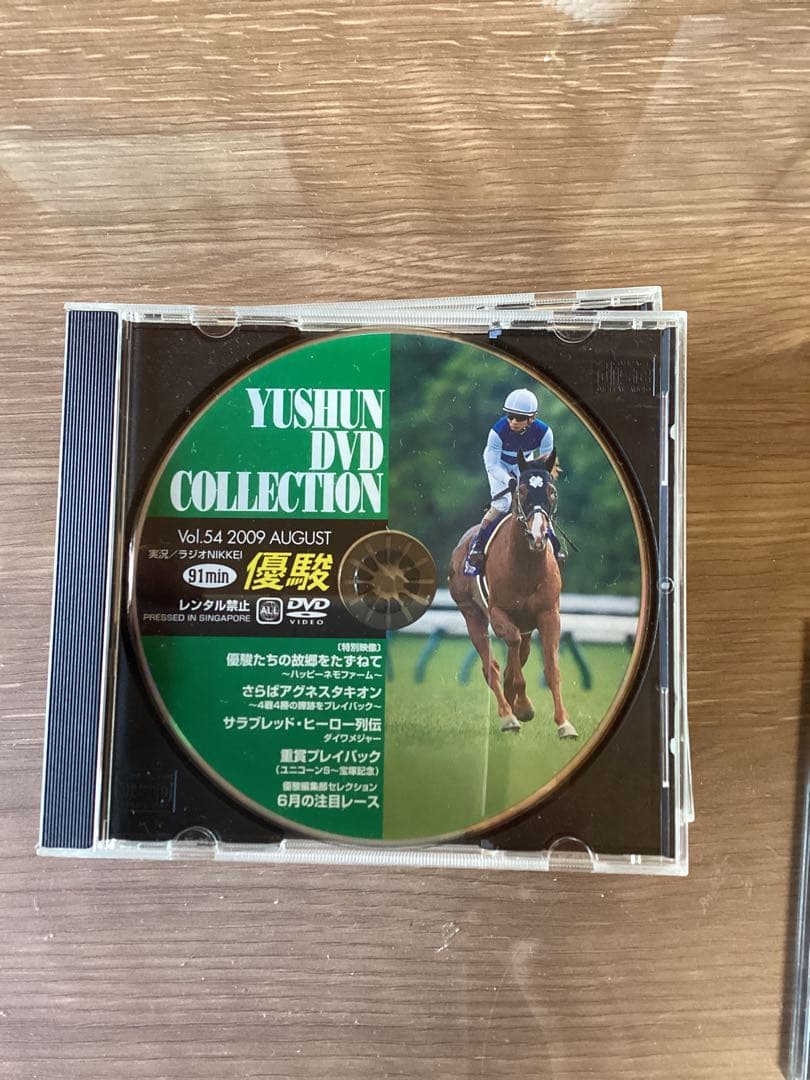 YUSHUN
DVD
COLLECTION
Vol.54 2009 AUGUST
実況／ラジオNIKKEI
91min 優駿
レンタル禁止 ALL DVD
PRESSED IN SINGAPORE VIDEO
〔特別映像〕
優駿たちの故郷をたずねて
〜ハッピーネモファーム〜
さらばアグネスタキオン
〜4戦4勝の蹄跡をプレイバック〜
サラブレッド・ヒーロー列伝
ダイワメジャー
重賞プレイバック
（ユニコーンS〜宝塚記念）
優駿編集部セレクション
6月の注目レース